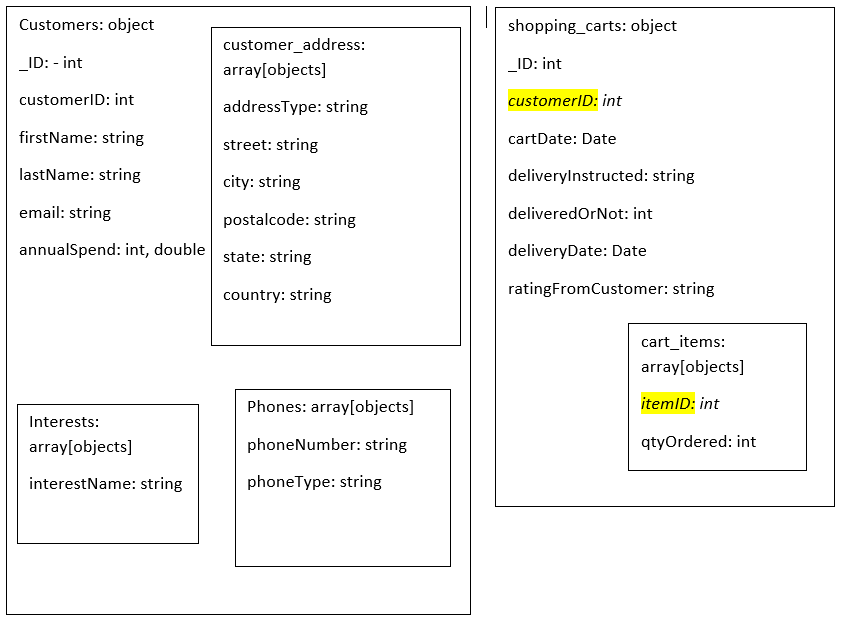 Customers: object
_ID: - int
customerID: int
firstName: string
lastName: string
email: string
annualSpend: int, double
customer_address:
array[objects]
addressType: string
street: string
city: string
postalcode: string
state: string
country: string
Interests:
array[objects]
interestName: string
Phones: array[objects]
phoneNumber: string
phoneType: string
shopping_carts: object
_ID: int
customerID: int
cartDate: Date
deliveryInstructed: string
deliveredOrNot: int
deliveryDate: Date
ratingFromCustomer: string
cart_items:
array[objects]
itemID: int
qtyOrdered: int